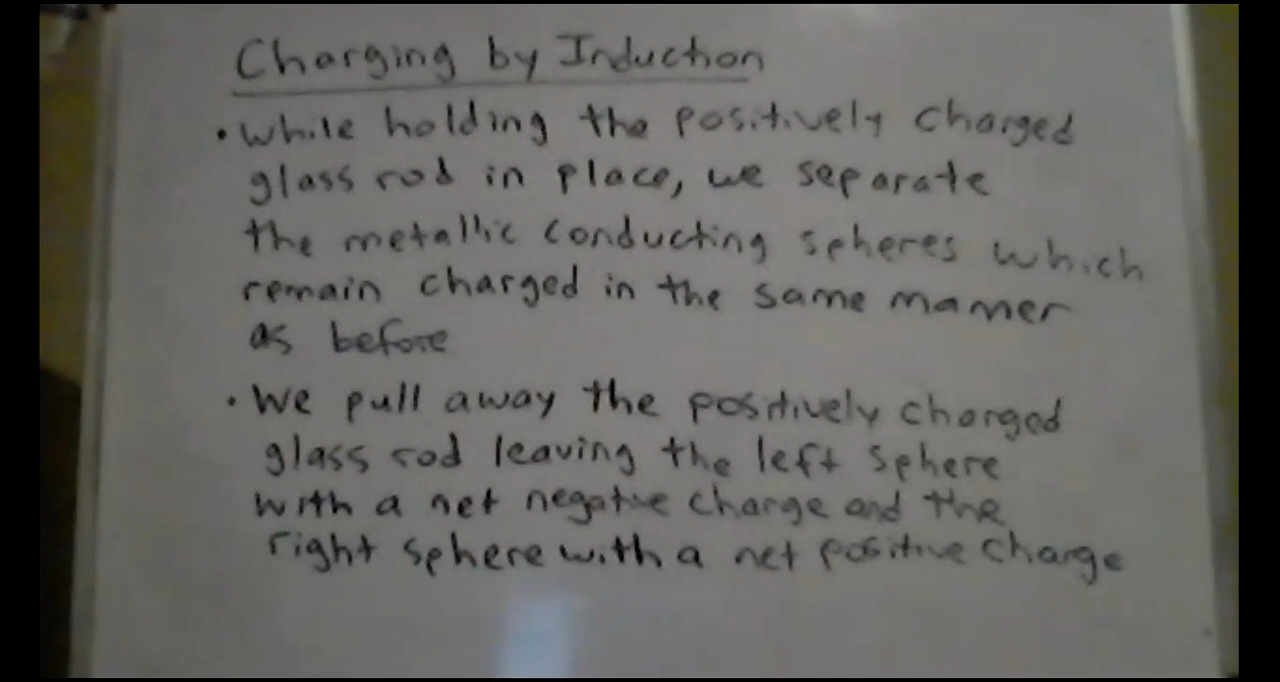 Charging by Induction
• While holding the positively charged
glass rod in place, we separate
the metallic conducting spheres which
remain charged in the same manner
as before
• We pull away the positively charged
glass rod leaving the left sphere
with a net negative charge and the
right sphere with a net positive charge